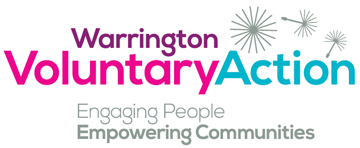 Warrington
VoluntaryAction
Engaging People
Empowering Communities